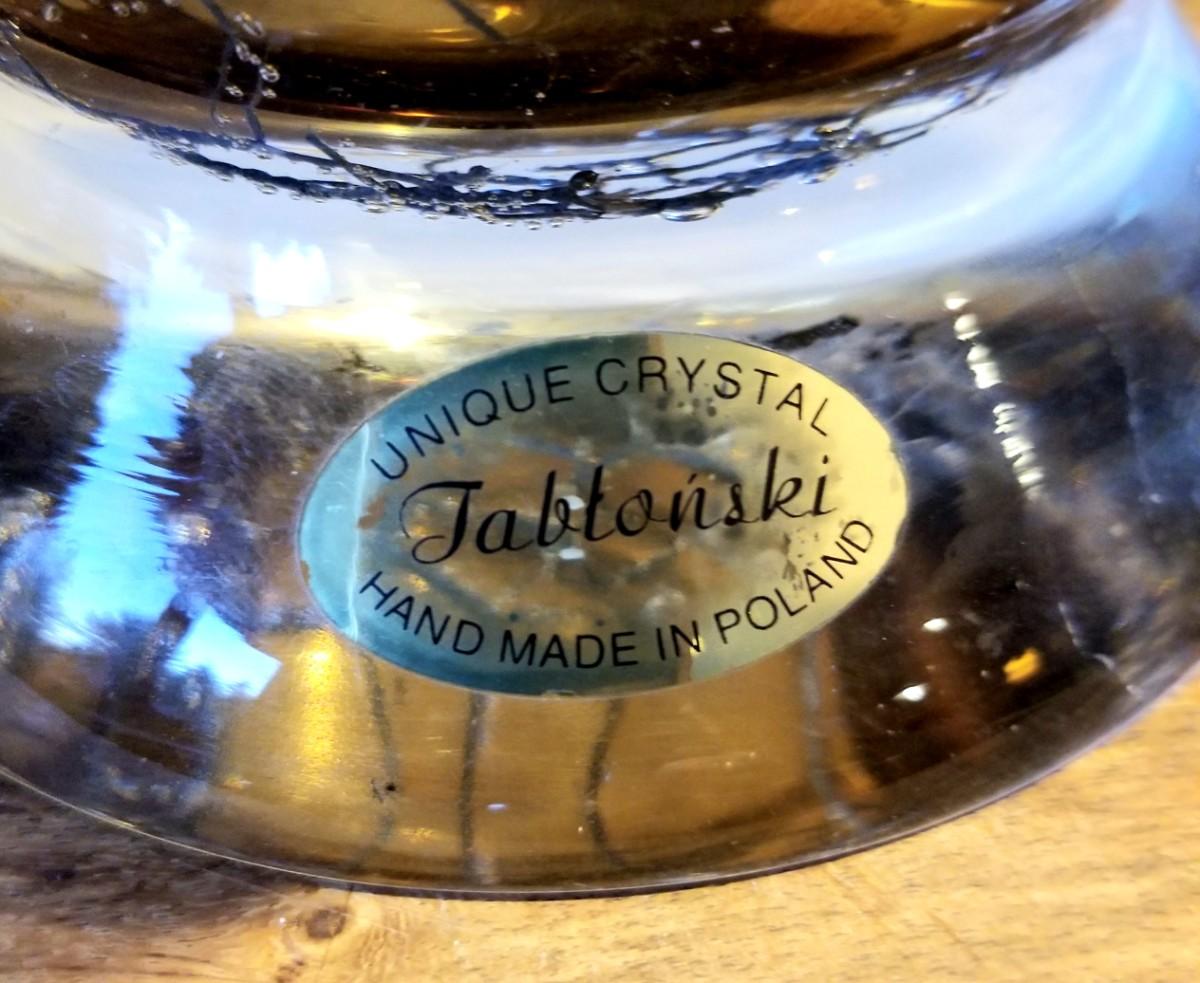 UNIQUE CRYSTAL
Jabłoński
HAND MADE IN POLAND